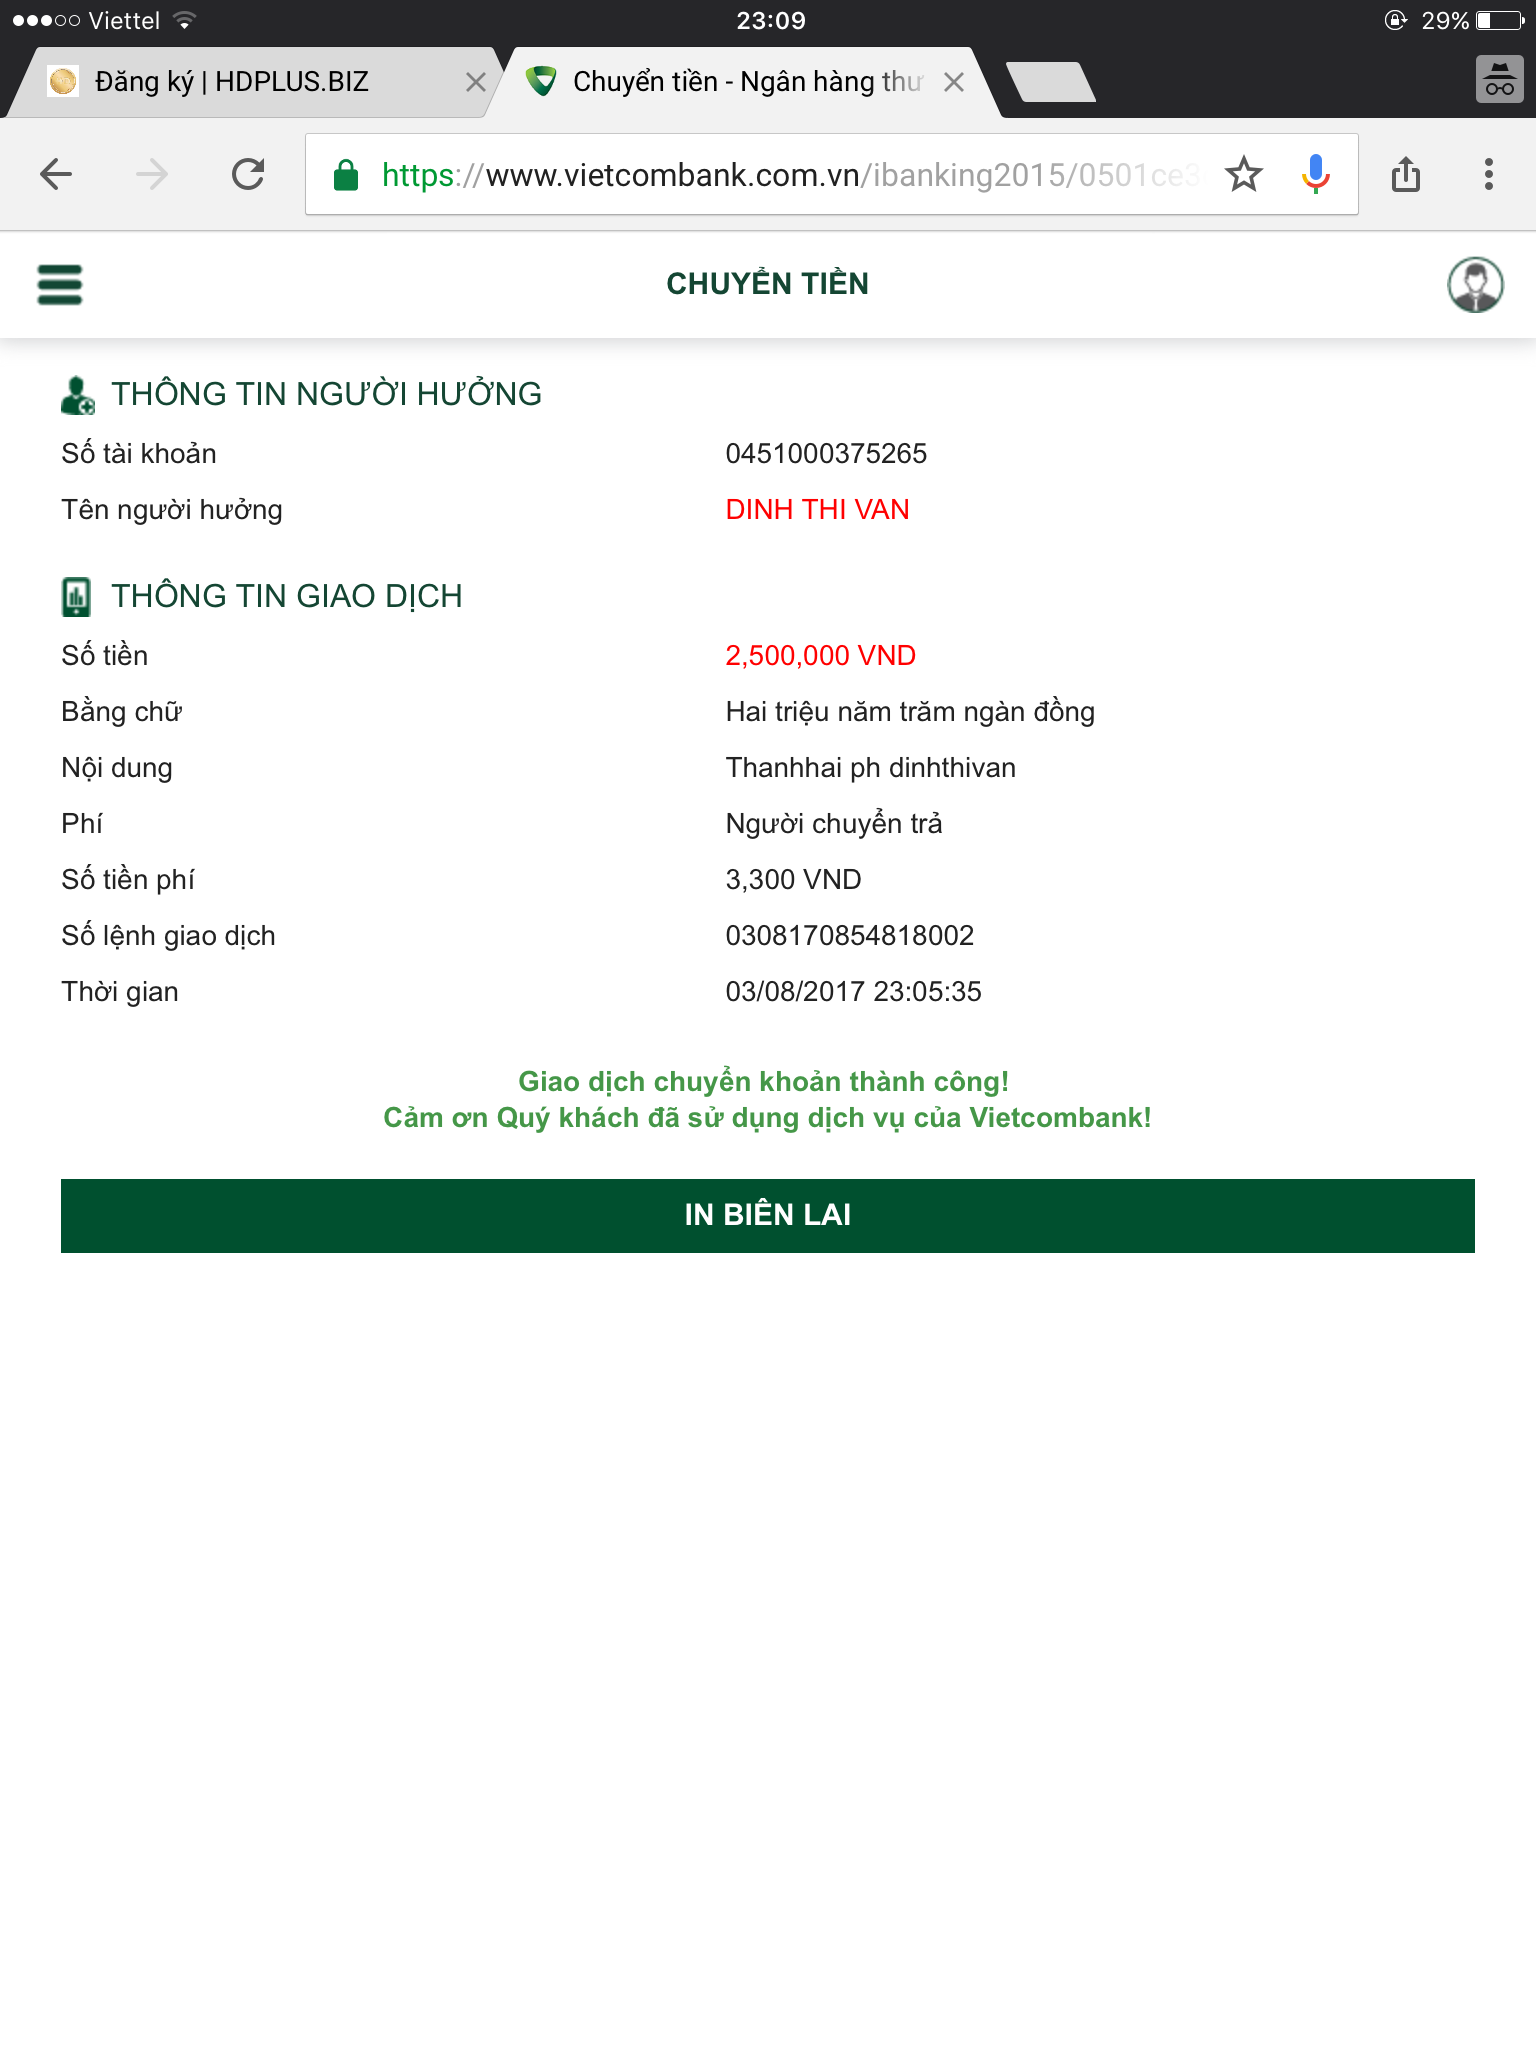 Viettel 23:09 29%
Đăng ký | HDPLUS.BIZ Chuyển tiền - Ngân hàng thư
https://www.vietcombank.com.vn/ibanking2015/0501ce3
CHUYỂN TIỀN
THÔNG TIN NGƯỜI HƯỞNG
Số tài khoản 0451000375265
Tên người hưởng DINH THI VAN
THÔNG TIN GIAO DỊCH
Số tiền 2,500,000 VND
Bằng chữ Hai triệu năm trăm ngàn đồng
Nội dung Thanhhai ph dinhthivan
Phí Người chuyển trả
Số tiền phí 3,300 VND
Số lệnh giao dịch 0308170854818002
Thời gian 03/08/2017 23:05:35
Giao dịch chuyển khoản thành công!
Cảm ơn Quý khách đã sử dụng dịch vụ của Vietcombank!
IN BIÊN LAI